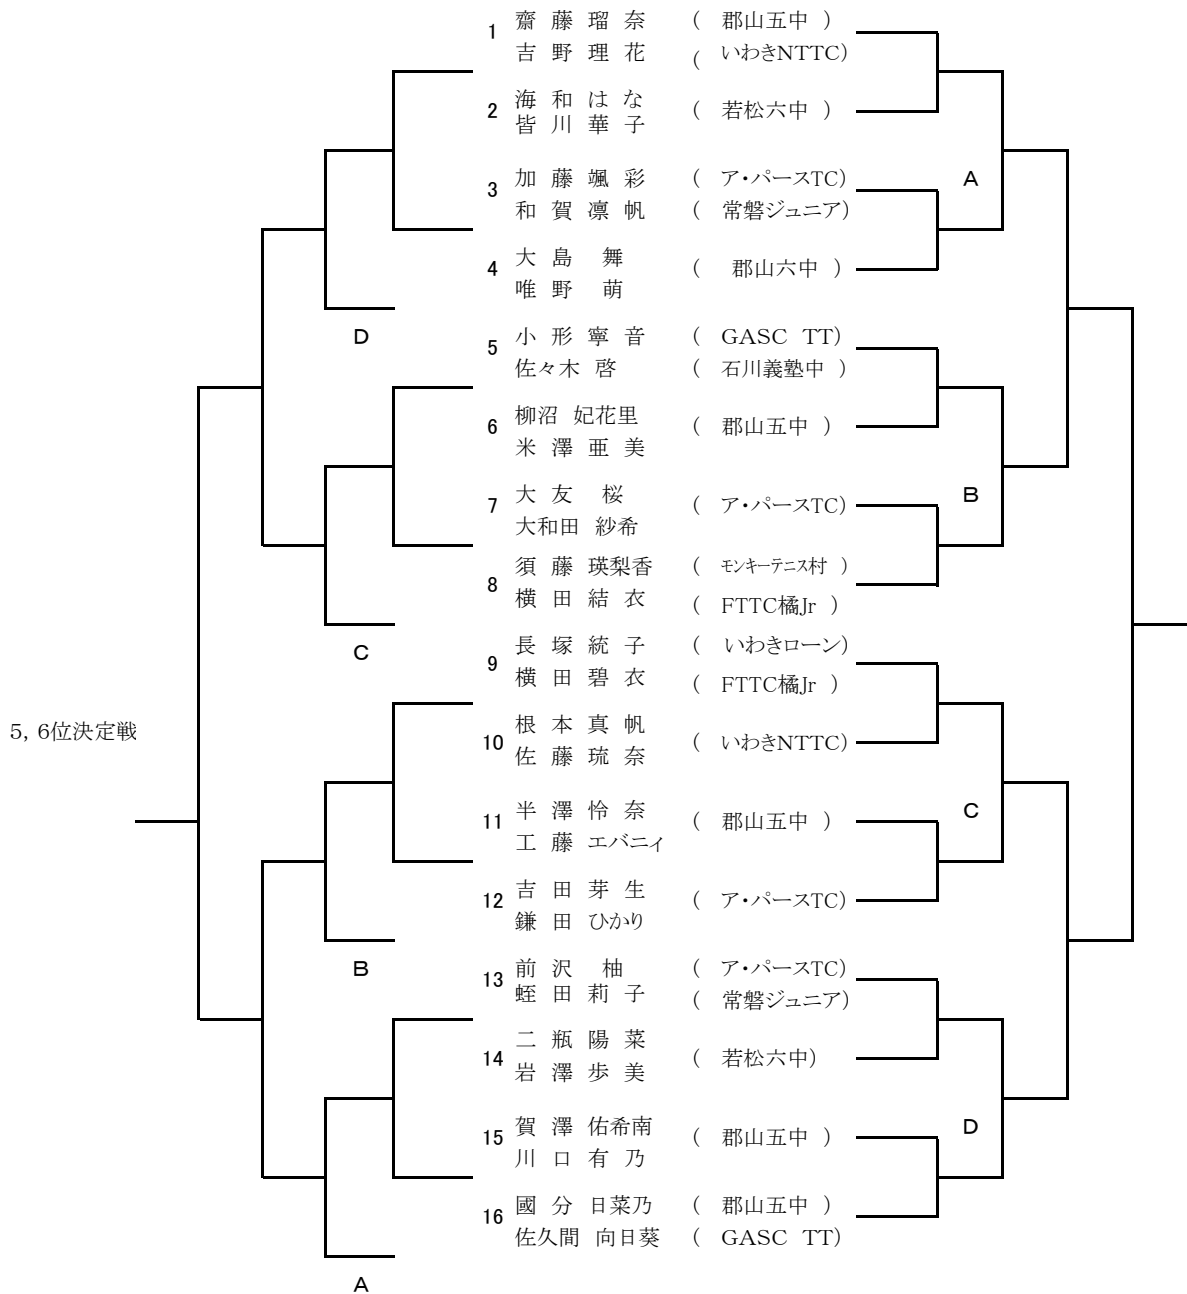 1 齋 藤 瑠 奈 ( 郡山五中 )
吉 野 理 花 ( いわきNTTC)
2 海 和 は な ( 若松六中 )
皆 川 華 子
3 加 藤 颯 彩 ( ア・パースTC)
和 賀 凛 帆 ( 常磐ジュニア)
A
4 大 島 舞 ( 郡山六中 )
唯 野 萌
D
5 小 形 寧 音 ( GASC TT)
佐々木 啓 ( 石川義塾中 )
6 柳沼 妃花里 ( 郡山五中 )
米 澤 亜 美
B
7 大 友 桜 ( ア・パースTC)
大和田 紗希
8 須 藤 瑛梨香 ( モンキーテニス村 )
横 田 結 衣 ( FTTC橘Jr )
C
9 長 塚 統 子 ( いわきローン)
横 田 碧 衣 ( FTTC橘Jr )
5, 6位決定戦
10 根 本 真 帆 ( いわきNTTC)
佐 藤 琉 奈
11 半 澤 怜 奈 ( 郡山五中 )
工 藤 エバニィ
C
12 吉 田 芽 生 ( ア・パースTC)
鎌 田 ひかり
B
13 前 沢 柚 ( ア・パースTC)
蛭 田 莉 子 ( 常磐ジュニア)
14 二 瓶 陽 菜 ( 若松六中)
岩 澤 歩 美
D
15 賀 澤 佑希南 ( 郡山五中 )
川 口 有 乃
16 國 分 日菜乃 ( 郡山五中 )
佐久間 向日葵 ( GASC TT)
A